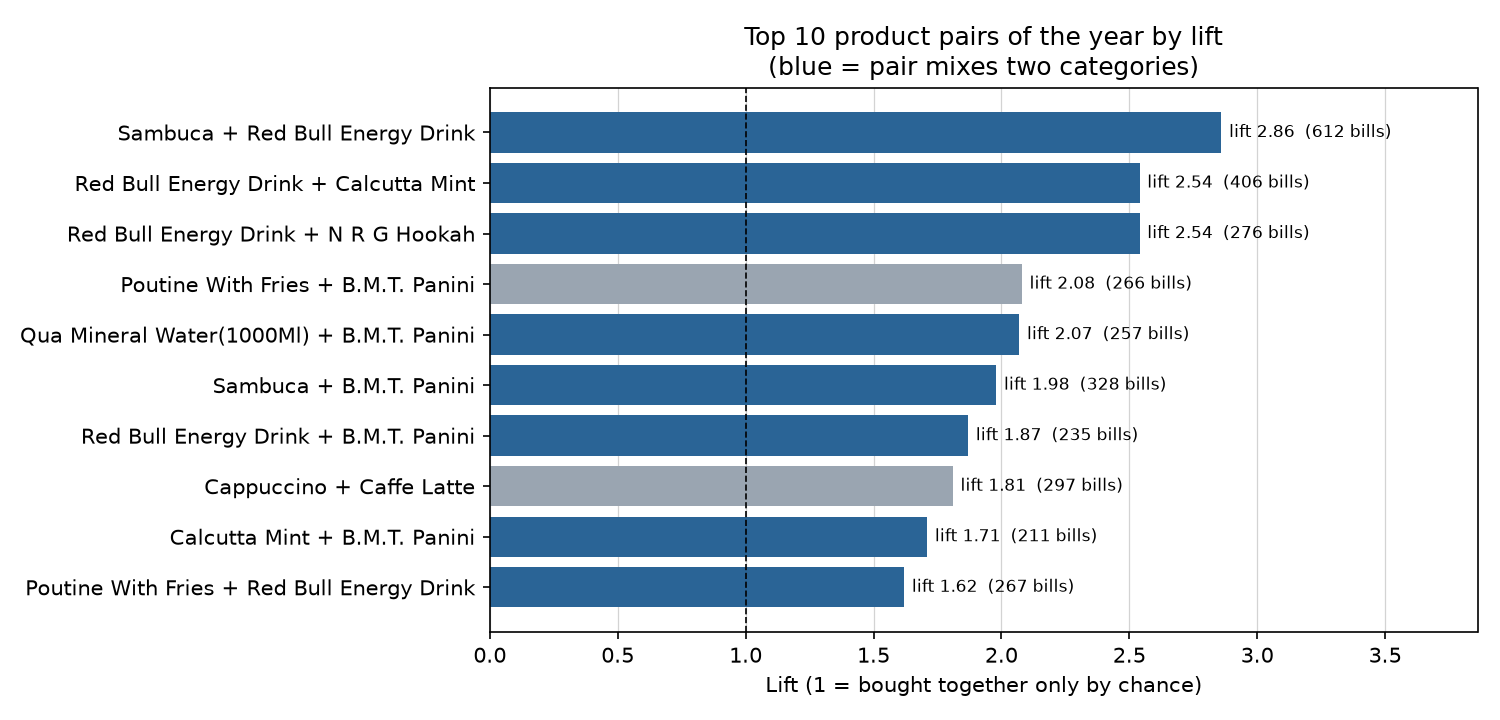 Top 10 product pairs of the year by lift
(blue = pair mixes two categories)
Sambuca + Red Bull Energy Drink
lift 2.86  (612 bills)
Red Bull Energy Drink + Calcutta Mint
lift 2.54  (406 bills)
Red Bull Energy Drink + N R G Hookah
lift 2.54  (276 bills)
Poutine With Fries + B.M.T. Panini
lift 2.08  (266 bills)
Qua Mineral Water(1000Ml) + B.M.T. Panini
lift 2.07  (257 bills)
Sambuca + B.M.T. Panini
lift 1.98  (328 bills)
Red Bull Energy Drink + B.M.T. Panini
lift 1.87  (235 bills)
Cappuccino + Caffe Latte
lift 1.81  (297 bills)
Calcutta Mint + B.M.T. Panini
lift 1.71  (211 bills)
Poutine With Fries + Red Bull Energy Drink
lift 1.62  (267 bills)
0.0 0.5 1.0 1.5 2.0 2.5 3.0 3.5
Lift (1 = bought together only by chance)